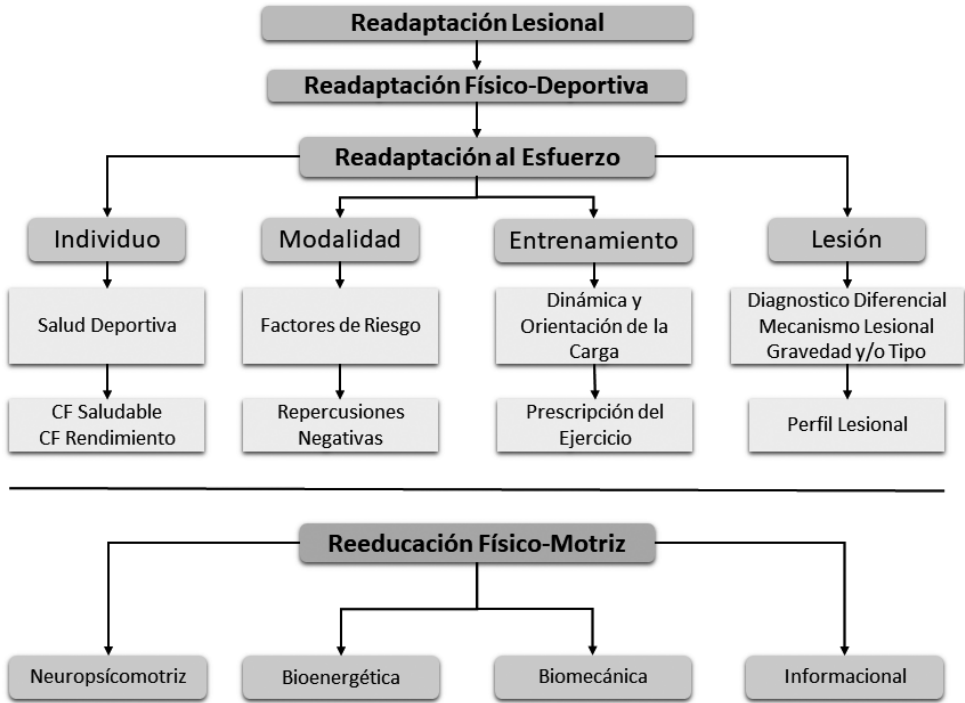 Readaptación Lesional
Readaptación Físico-Deportiva
Readaptación al Esfuerzo
Individuo
Modalidad
Entrenamiento
Lesión
Salud Deportiva
Factores de Riesgo
Dinámica y
Orientación de la
Carga
Diagnostico Diferencial
Mecanismo Lesional
Gravedad y/o Tipo
CF Saludable
CF Rendimiento
Repercusiones
Negativas
Prescripción del
Ejercicio
Perfil Lesional
Reeducación Físico-Motriz
Neuropsícomotriz
Bioenergética
Biomecánica
Informacional